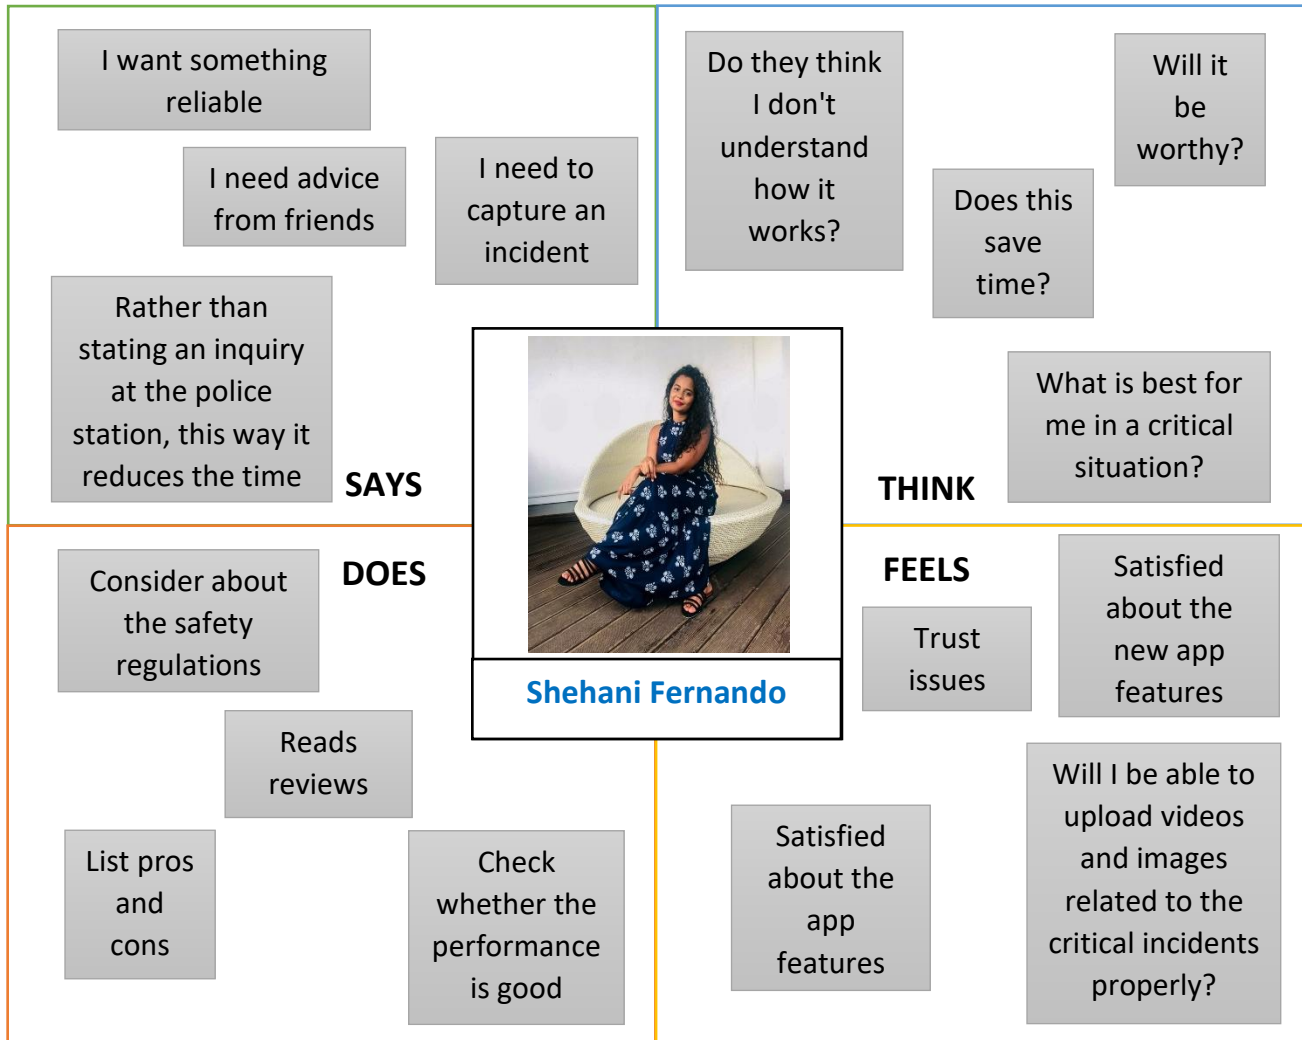 I want something
reliable
I need advice
from friends
I need to
capture an
incident
Rather than
stating an inquiry
at the police
station, this way it
reduces the time
SAYS
Do they think
I don't
understand
how it
works?
Will it
be
worthy?
Does this
save
time?
What is best for
me in a critical
situation?
THINK
Shehani Fernando
DOES
Consider about
the safety
regulations
Reads
reviews
List pros
and
cons
Check
whether the
performance
is good
FEELS
Trust
issues
Satisfied
about the
new app
features
Satisfied
about the
app
features
Will I be able to
upload videos
and images
related to the
critical incidents
properly?